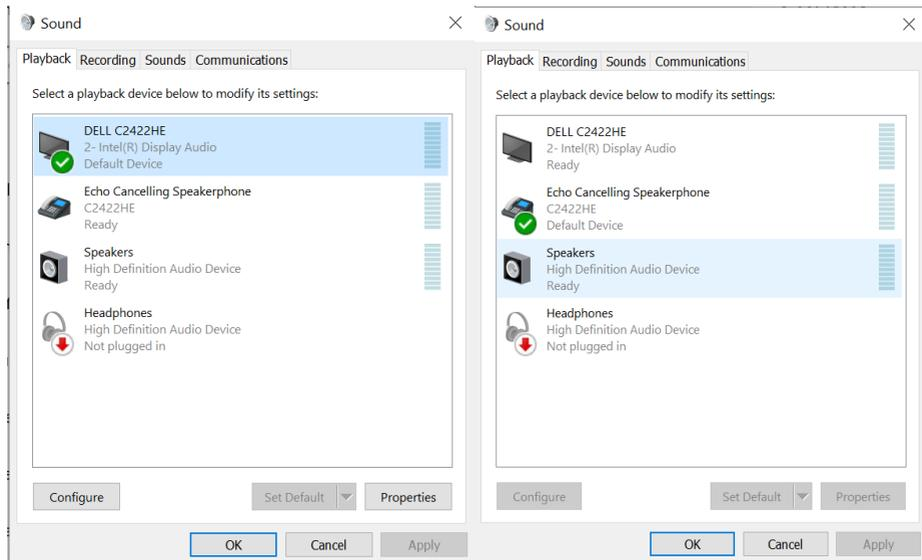 Sound
Playback Recording Sounds Communications
Select a playback device below to modify its settings:
DELL C2422HE
2- Intel(R) Display Audio
Default Device
Echo Cancelling Speakerphone
C2422HE
Ready
Speakers
High Definition Audio Device
Ready
Headphones
High Definition Audio Device
Not plugged in
Configure Set Default Properties
OK Cancel Apply
Sound
Playback Recording Sounds Communications
Select a playback device below to modify its settings:
DELL C2422HE
2- Intel(R) Display Audio
Ready
Echo Cancelling Speakerphone
C2422HE
Default Device
Speakers
High Definition Audio Device
Ready
Headphones
High Definition Audio Device
Not plugged in
Configure Set Default Properties
OK Cancel Apply